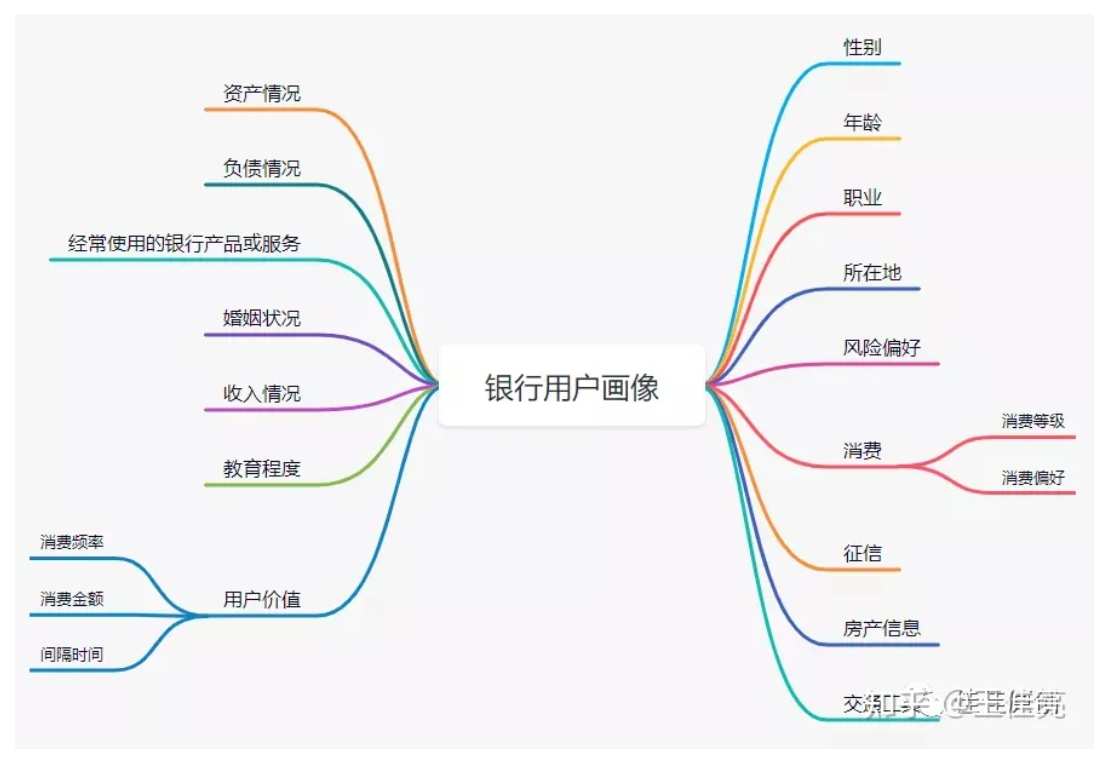 银行用户画像
性别
年龄
职业
所在地
风险偏好
消费
消费等级
消费偏好
征信
房产信息
交通工具
资产情况
负债情况
经常使用的银行产品或服务
婚姻状况
收入情况
教育程度
用户价值
消费频率
消费金额
间隔时间
知乎